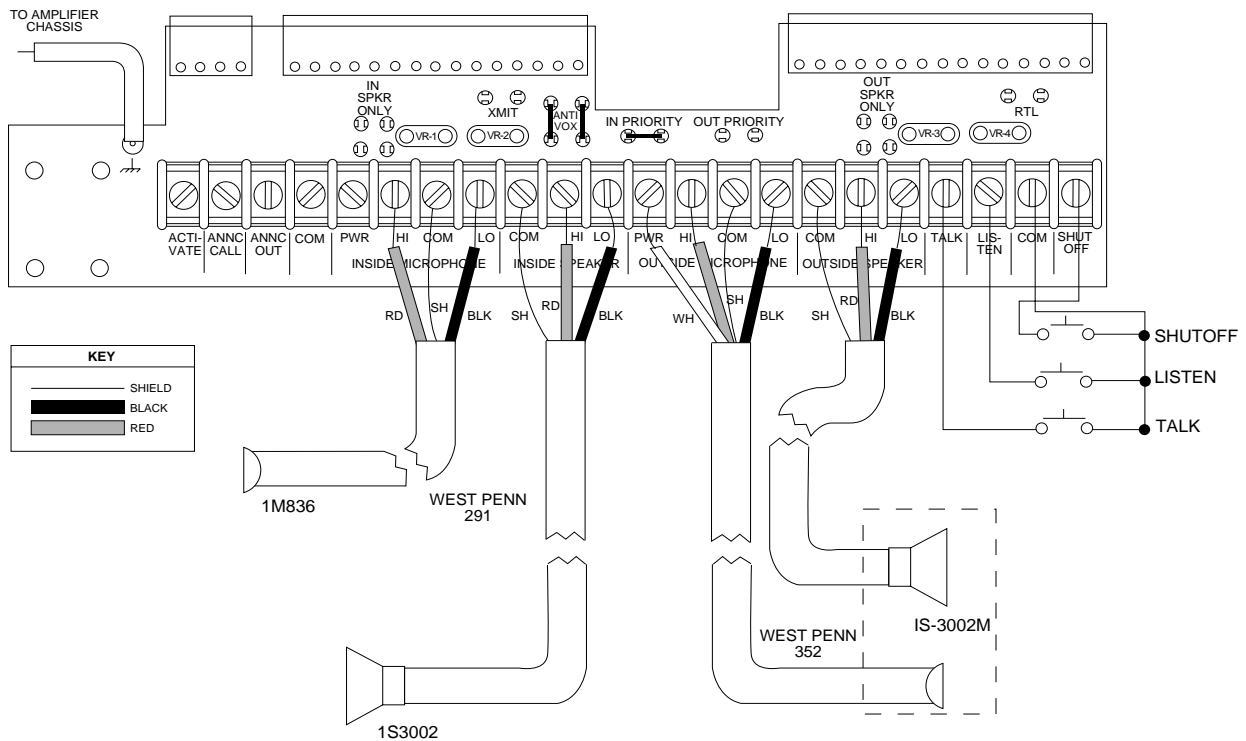 TO AMPLIFIER
CHASSIS
IN
SPKR
ONLY
XMIT
ANTI
VOX
IN PRIORITY
OUT PRIORITY
OUT
SPKR
ONLY
RTL
VR-1
VR-2
VR-3
VR-4
ACTI-
VATE
ANNC
CALL
ANNC
OUT
COM
PWR
HI
COM
LO
INSIDE MICROPHONE
COM
HI
LO
INSIDE SPEAKER
PWR
HI
COM
LO
OUTSIDE MICROPHONE
COM
HI
LO
OUTSIDE SPEAKER
TALK
LIS-
TEN
COM
SHUT
OFF
RD
SH
BLK
SH
RD
BLK
WH
SH
BLK
SH
RD
BLK
SHUTOFF
LISTEN
TALK
KEY
SHIELD
BLACK
RED
1M836
WEST PENN
291
WEST PENN
352
IS-3002M
1S3002